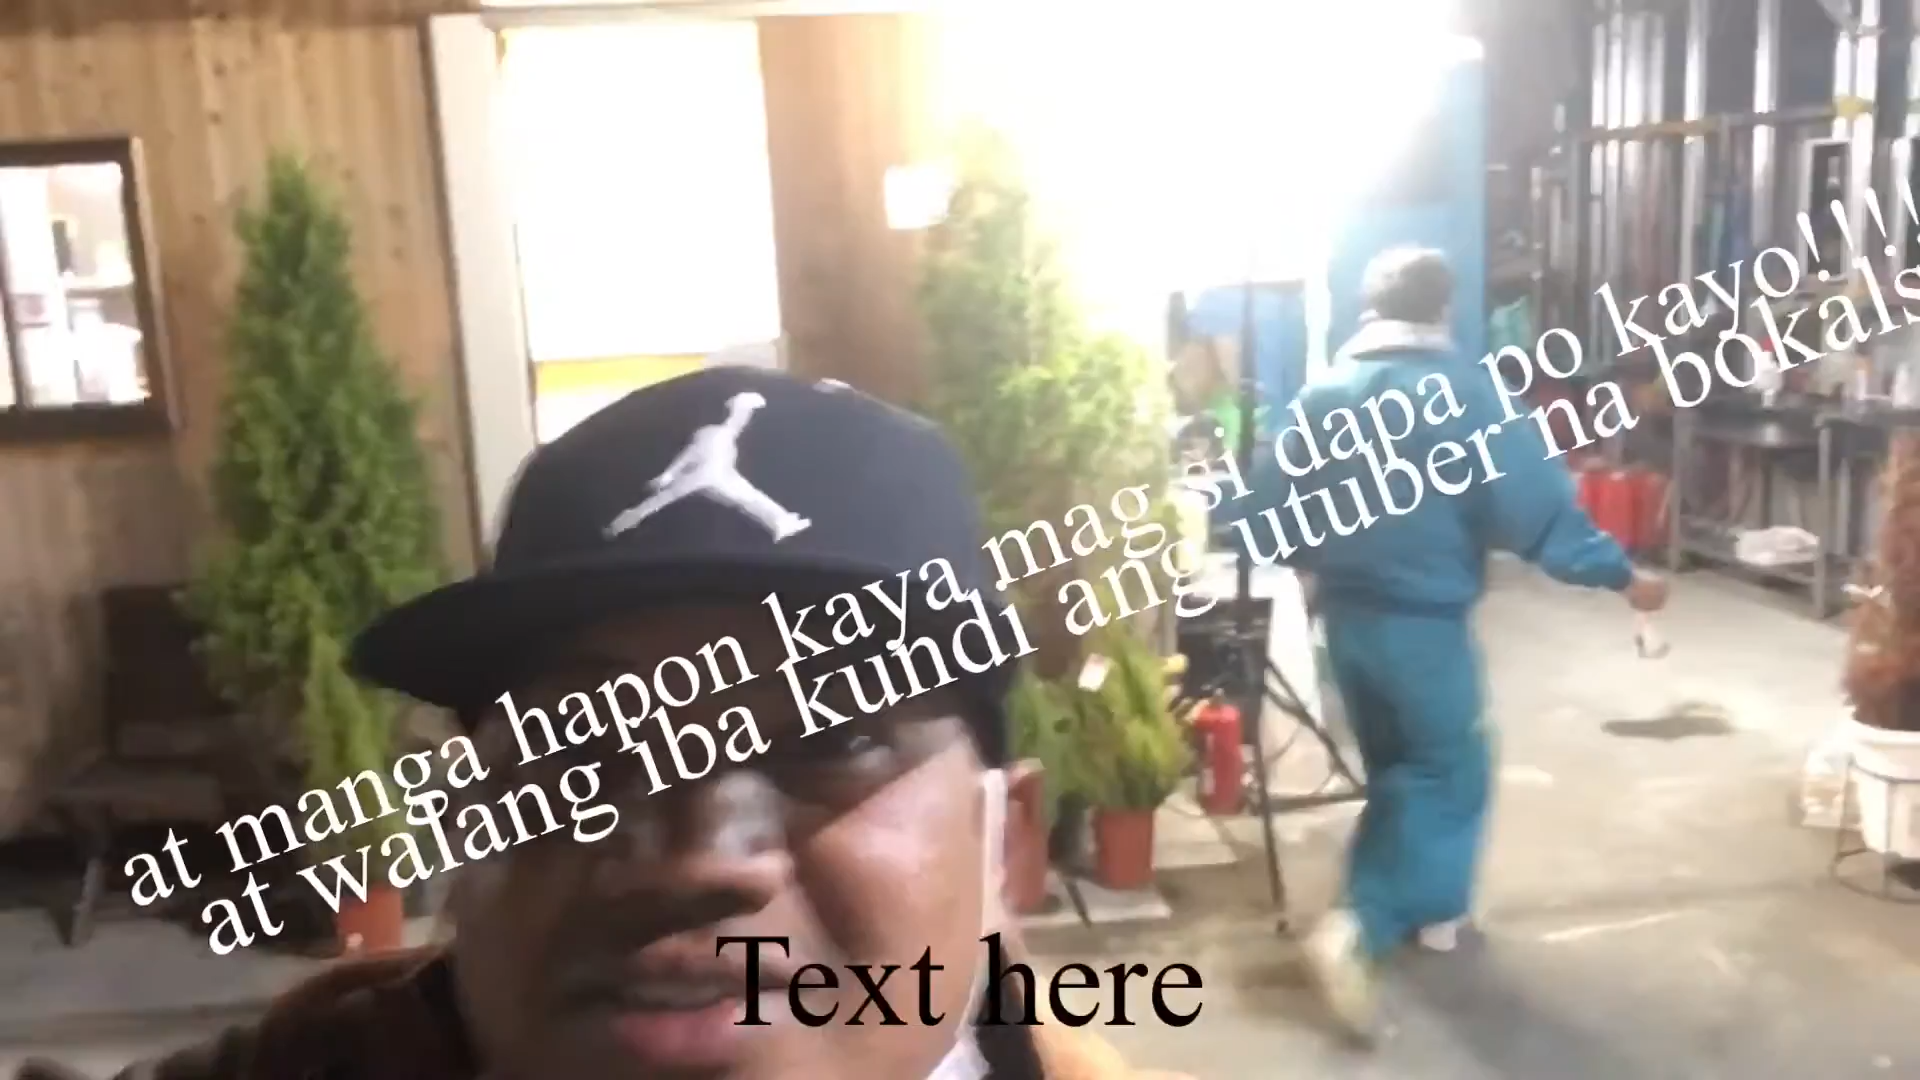 at manga hapon kaya mag si dapa po kayo!!!!
at walang iba kundi ang utuber na bokals
Text here